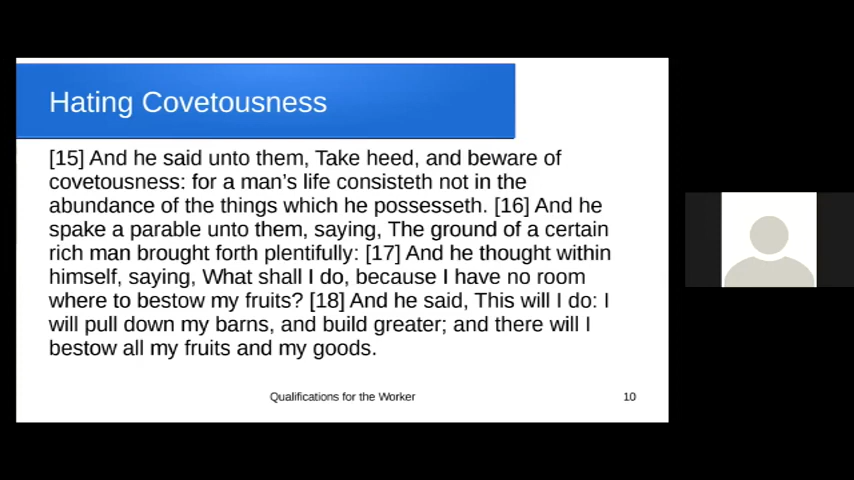 Hating Covetousness
[15] And he said unto them, Take heed, and beware of
covetousness: for a man's life consisteth not in the
abundance of the things which he possesseth. [16] And he
spake a parable unto them, saying, The ground of a certain
rich man brought forth plentifully: [17] And he thought within
himself, saying, What shall I do, because I have no room
where to bestow my fruits? [18] And he said, This will I do: I
will pull down my barns, and build greater; and there will I
bestow all my fruits and my goods.
Qualifications for the Worker
10